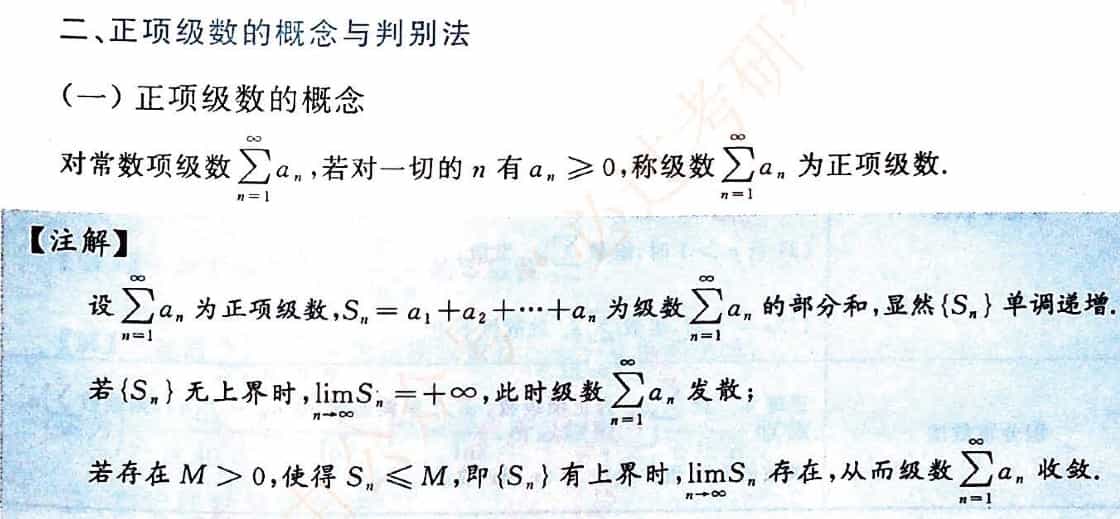 二、正项级数的概念与判别法
（一）正项级数的概念
对常数项级数$\sum_{n=1}^{\infty}a_n$,若对一切的 n 有 $a_n \geqslant 0$,称级数$\sum_{n=1}^{\infty}a_n$ 为正项级数.
【注解】
设$\sum_{n=1}^{\infty}a_n$ 为正项级数,$S_n=a_1+a_2+\cdots+a_n$ 为级数$\sum_{n=1}^{\infty}a_n$ 的部分和,显然$\{S_n\}$单调递增.
若$\{S_n\}$无上界时,$\lim_{n\to\infty}S_n=+\infty$,此时级数$\sum_{n=1}^{\infty}a_n$ 发散;
若存在 $M>0$,使得 $S_n\leqslant M$,即$\{S_n\}$有上界时,$\lim_{n\to\infty}S_n$ 存在,从而级数$\sum_{n=1}^{\infty}a_n$ 收敛.